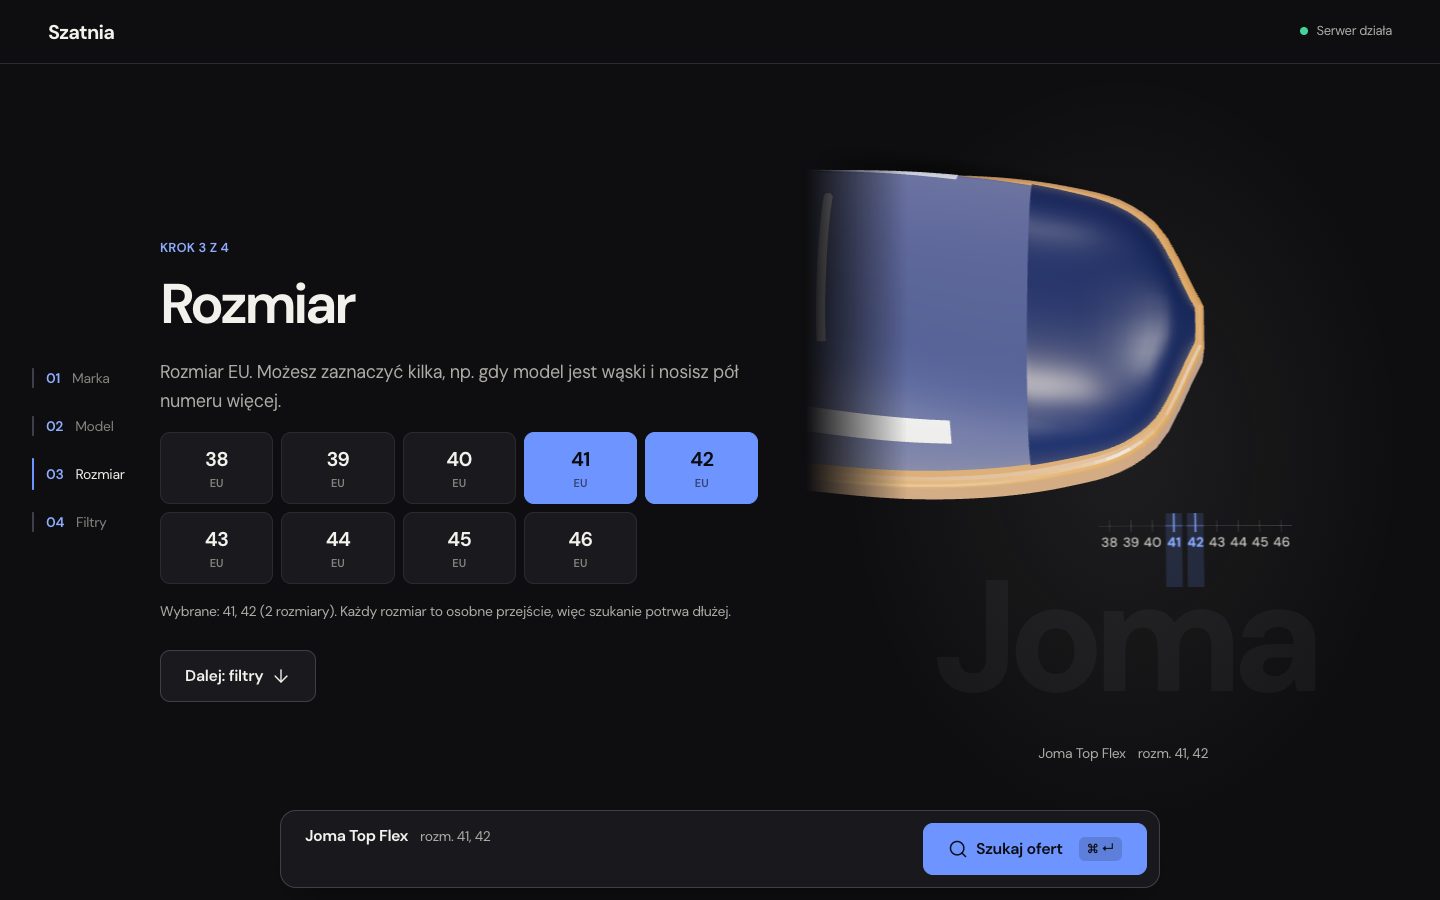 Szatnia
Serwer działa
KROK 3 Z 4
Rozmiar
Rozmiar EU. Możesz zaznaczyć kilka, np. gdy model jest wąski i nosisz pół
numeru więcej.
01 Marka
02 Model
03 Rozmiar
04 Filtry
38 EU
39 EU
40 EU
41 EU
42 EU
43 EU
44 EU
45 EU
46 EU
Wybrane: 41, 42 (2 rozmiary). Każdy rozmiar to osobne przejście, więc szukanie potrwa dłużej.
Dalej: filtry ↓
38 39 40 41 42 43 44 45 46
Joma
Joma Top Flex rozm. 41, 42
Joma Top Flex rozm. 41, 42
Szukaj ofert ⌘ ↵